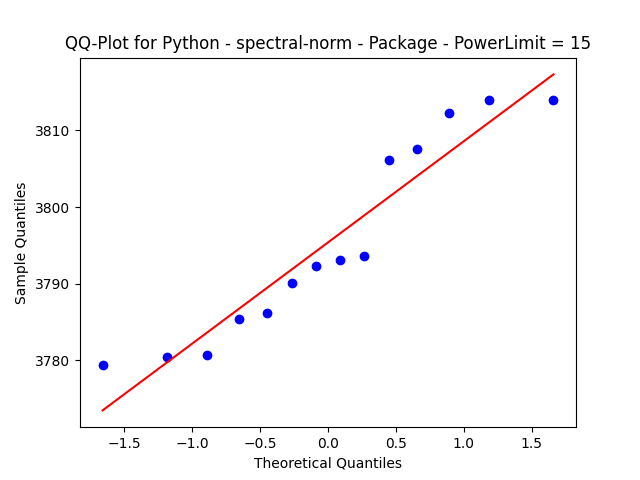 QQ-Plot for Python - spectral-norm - Package - PowerLimit = 15
Sample Quantiles
3810
3800
3790
3780
−1.5 −1.0 −0.5 0.0 0.5 1.0 1.5
Theoretical Quantiles